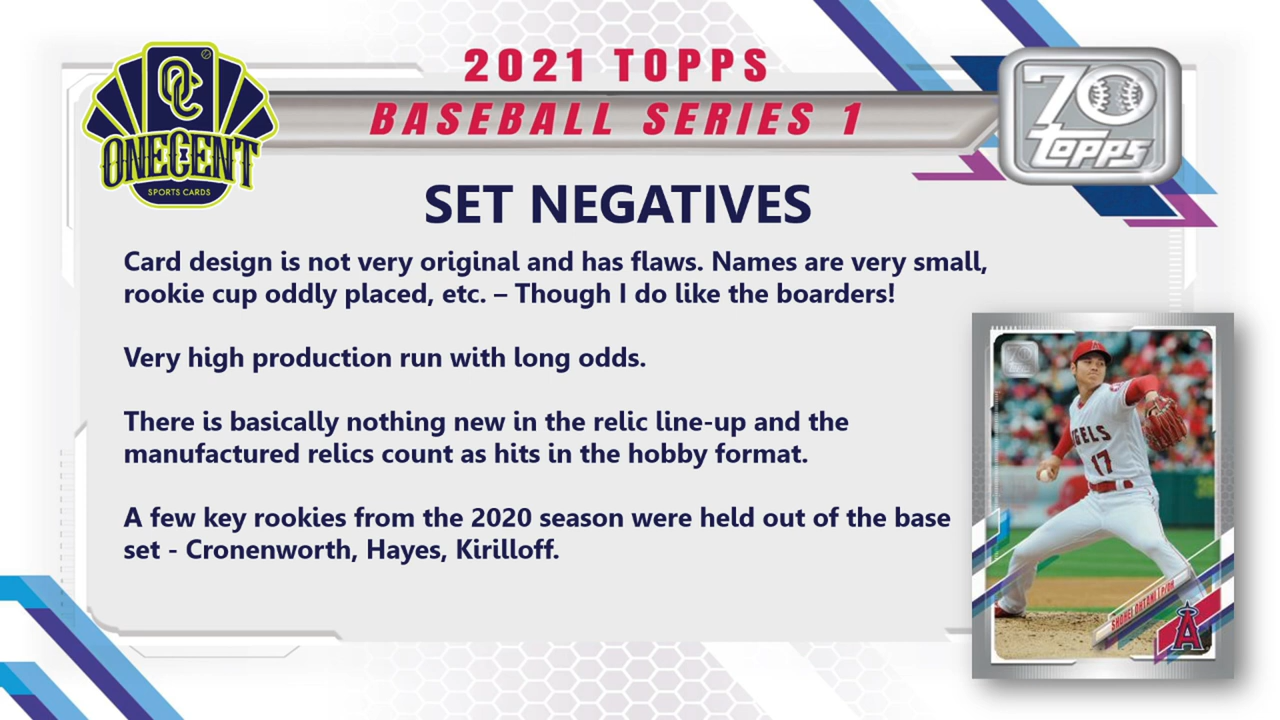 OC
ONECENT
SPORTS CARDS
2021 TOPPS
BASEBALL SERIES 1
70
topps
SET NEGATIVES
Card design is not very original and has flaws. Names are very small,
rookie cup oddly placed, etc. – Though I do like the boarders!
Very high production run with long odds.
There is basically nothing new in the relic line-up and the
manufactured relics count as hits in the hobby format.
A few key rookies from the 2020 season were held out of the base
set - Cronenworth, Hayes, Kirilloff.
70
ANGELS
17
SHOHEI OHTANI | P/DH
A